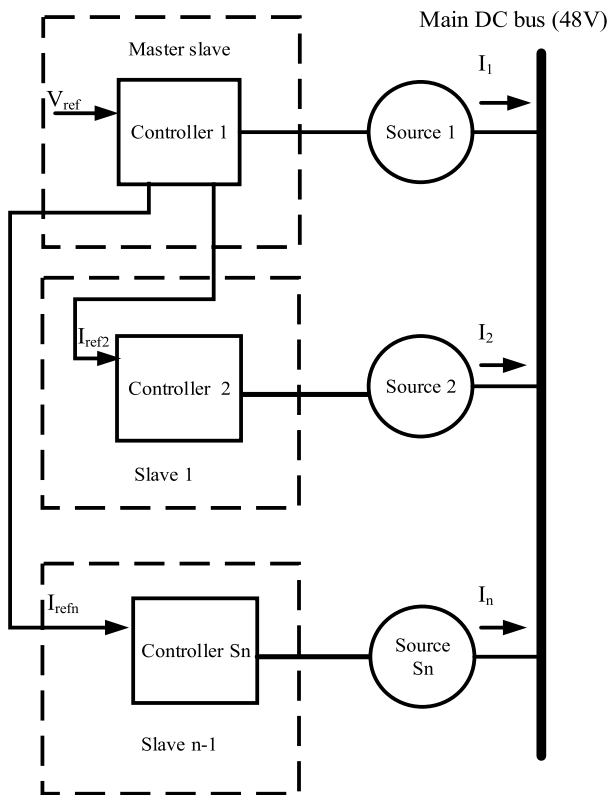 Main DC bus (48V)
Master slave
V_ref
Controller 1
Source 1
I_1
I_ref2
Controller 2
Source 2
I_2
Slave 1
I_refn
Controller Sn
Source
Sn
I_n
Slave n-1